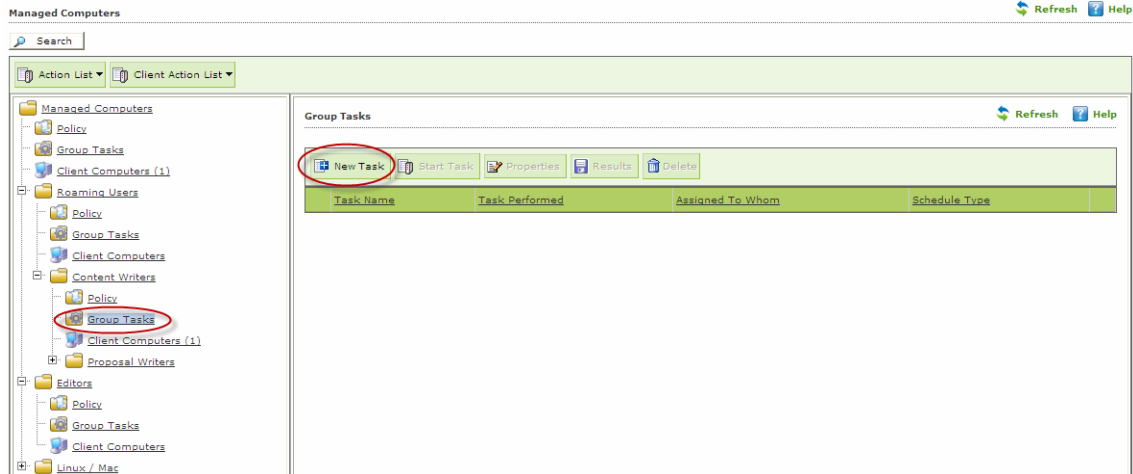 Managed Computers
Refresh Help
Search
Action List Client Action List
Managed Computers
Policy
Group Tasks
Client Computers (1)
Roaming Users
Policy
Group Tasks
Client Computers
Content Writers
Policy
Group Tasks
Client Computers (1)
Proposal Writers
Editors
Policy
Group Tasks
Client Computers
Linux / Mac
Group Tasks
Refresh Help
New Task Start Task Properties Results Delete
Task Name Task Performed Assigned To Whom Schedule Type